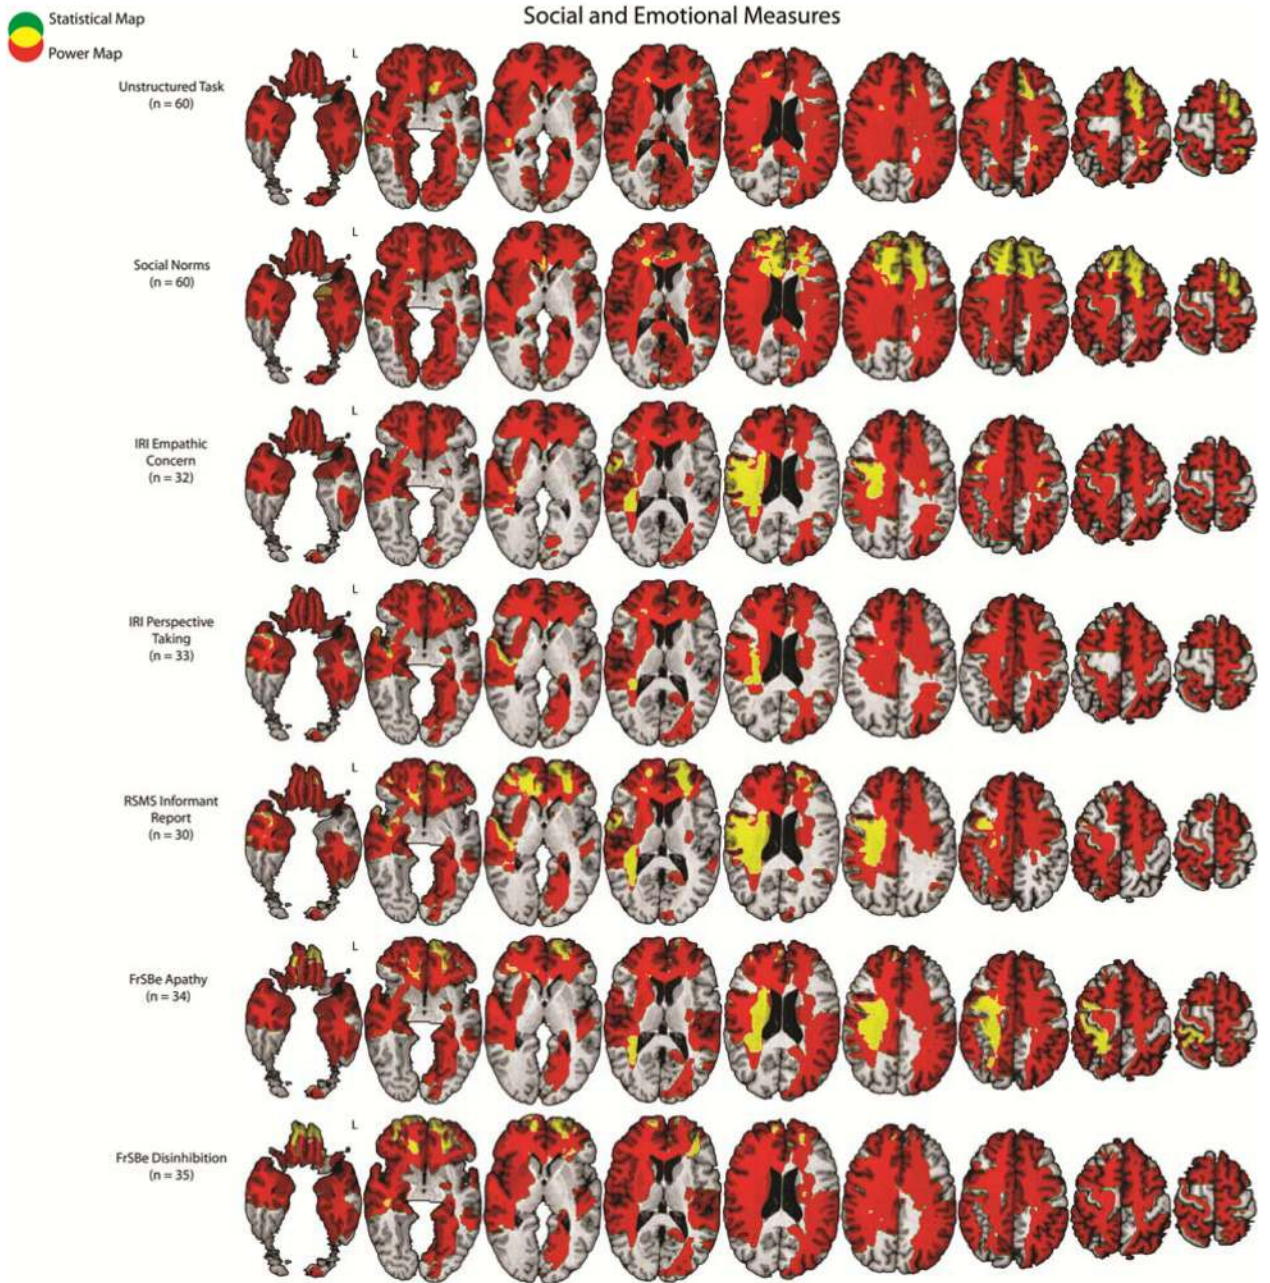 Social and Emotional Measures
Statistical Map
Power Map
L
Unstructured Task
(n = 60)
L
Social Norms
(n = 60)
L
IRI Empathic
Concern
(n = 32)
L
IRI Perspective
Taking
(n = 33)
L
RSMS Informant
Report
(n = 30)
L
FrSBe Apathy
(n = 34)
L
FrSBe Disinhibition
(n = 35)